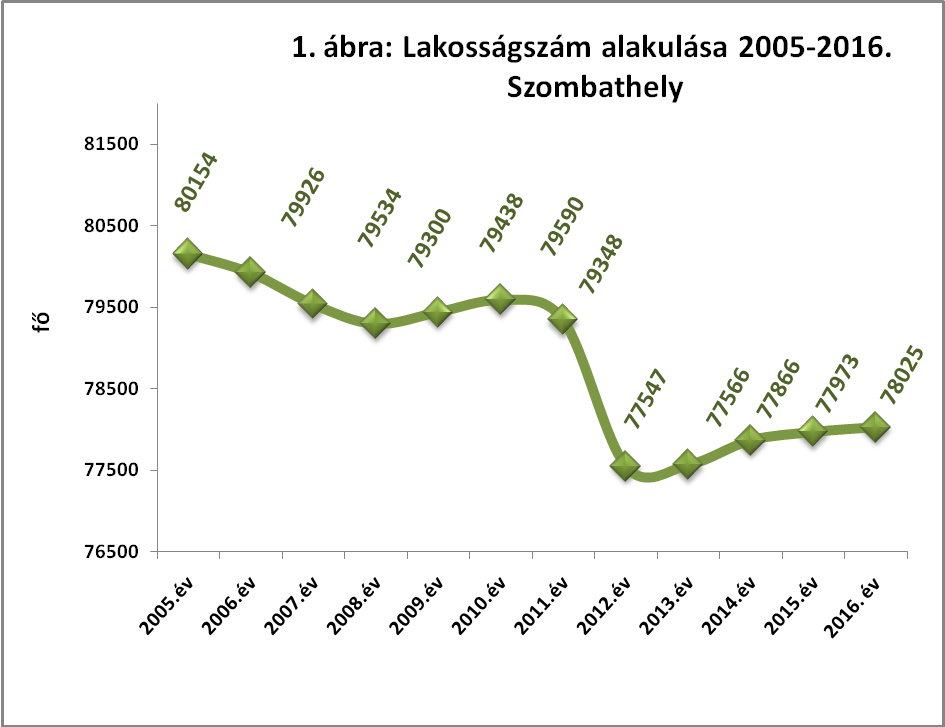 1. ábra: Lakosságszám alakulása 2005-2016.
Szombathely
fő
81500
80500
79500
78500
77500
76500
80154
79926
79534
79300
79438
79590
79348
77547
77566
77866
77973
78025
2005.év
2006.év
2007.év
2008.év
2009.év
2010.év
2011.év
2012.év
2013.év
2014.év
2015.év
2016.év